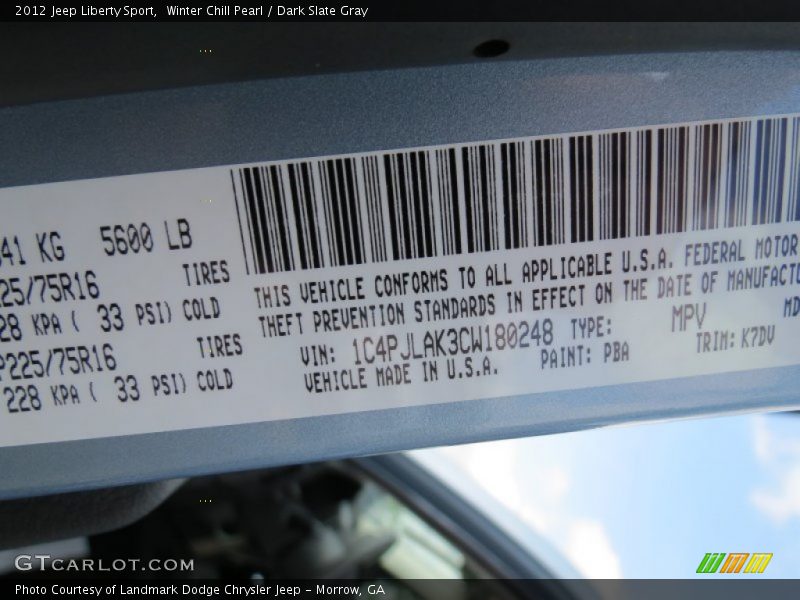 2012 Jeep Liberty Sport,  Winter Chill Pearl / Dark Slate Gray
41 KG 5600 LB
225/75R16 TIRES
28 KPA ( 33 PSI) COLD
P225/75R16 TIRES
228 KPA ( 33 PSI) COLD
THIS VEHICLE CONFORMS TO ALL APPLICABLE U.S.A. FEDERAL MOTOR
THEFT PREVENTION STANDARDS IN EFFECT ON THE DATE OF MANUFACTU
VIN: 1C4PJLAK3CW180248 TYPE: MPV MD
VEHICLE MADE IN U.S.A. PAINT: PBA TRIM: K7DV
GTCARLOT.COM
Photo Courtesy of Landmark Dodge Chrysler Jeep - Morrow, GA